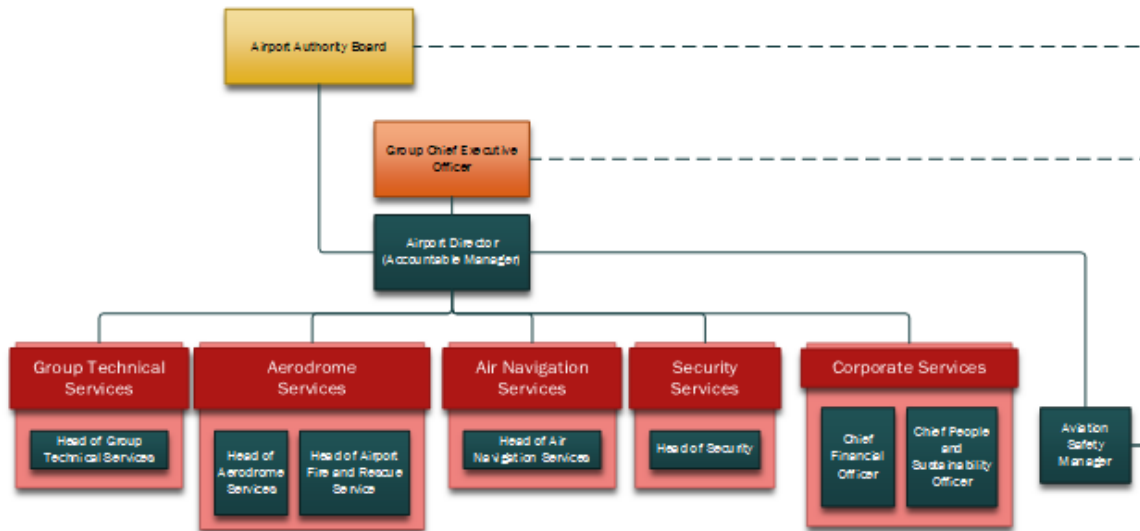 Airport Authority Board
Group Chief Executive
Officer
Airport Director
(Accountable Manager)
Group Technical
Services
Head of Group
Technical Services
Aerodrome
Services
Head of
Aerodrome
Services
Head of Airport
Fire and Rescue
Service
Air Navigation
Services
Head of Air
Navigation Services
Security
Services
Head of Security
Corporate Services
Chief
Financial
Officer
Chief People
and
Sustainability
Officer
Aviation
Safety
Manager